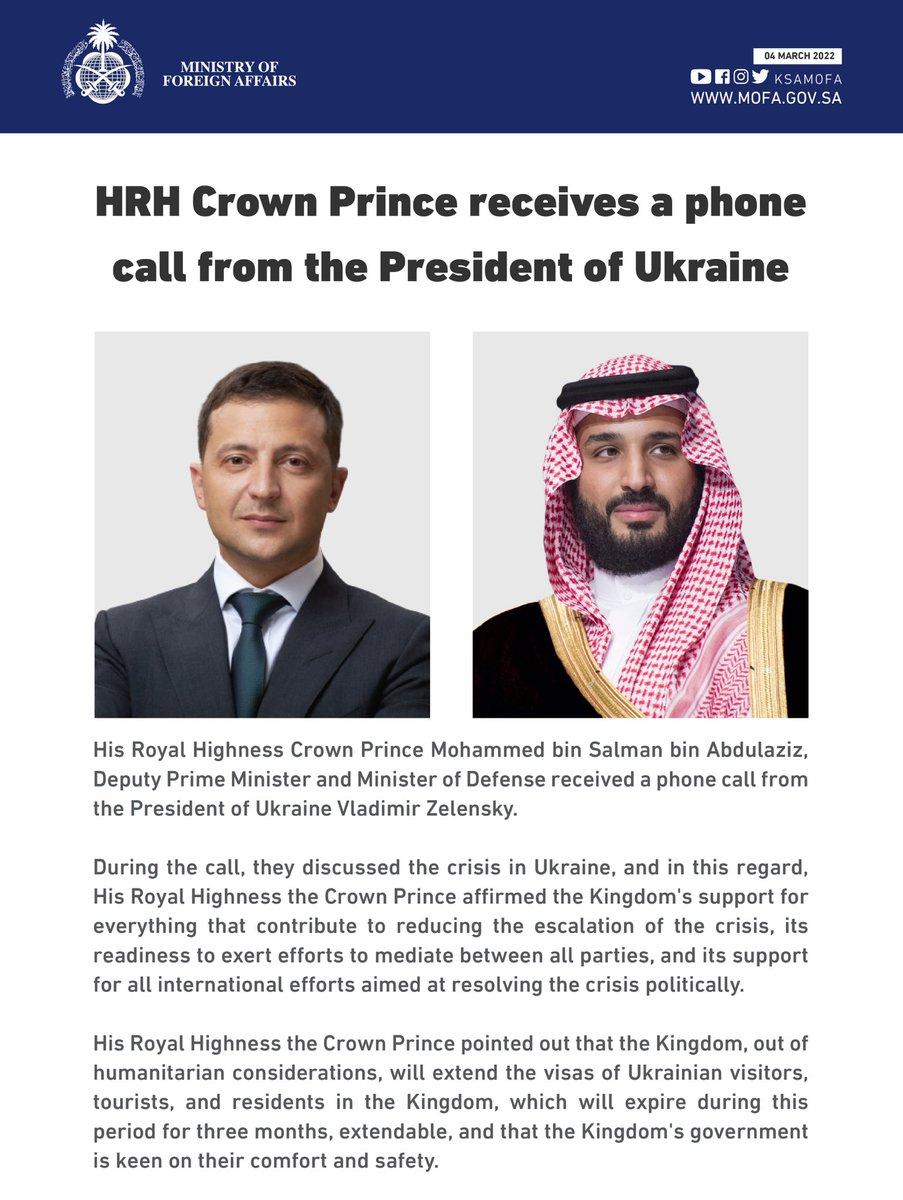 MINISTRY OF
FOREIGN AFFAIRS
04 MARCH 2022
KSAMOFA
WWW.MOFA.GOV.SA
HRH Crown Prince receives a phone
call from the President of Ukraine
His Royal Highness Crown Prince Mohammed bin Salman bin Abdulaziz,
Deputy Prime Minister and Minister of Defense received a phone call from
the President of Ukraine Vladimir Zelensky.
During the call, they discussed the crisis in Ukraine, and in this regard,
His Royal Highness the Crown Prince affirmed the Kingdom's support for
everything that contribute to reducing the escalation of the crisis, its
readiness to exert efforts to mediate between all parties, and its support
for all international efforts aimed at resolving the crisis politically.
His Royal Highness the Crown Prince pointed out that the Kingdom, out of
humanitarian considerations, will extend the visas of Ukrainian visitors,
tourists, and residents in the Kingdom, which will expire during this
period for three months, extendable, and that the Kingdom's government
is keen on their comfort and safety.